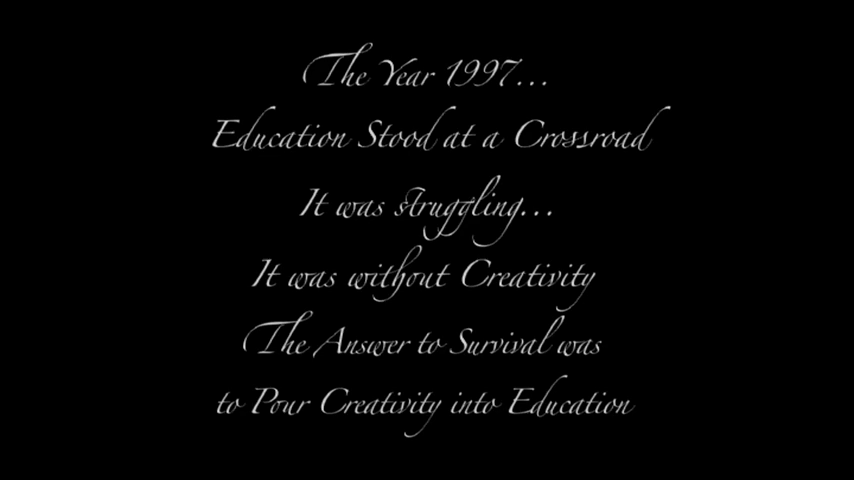 The Year 1997...
Education Stood at a Crossroad
It was struggling...
It was without Creativity
The Answer to Survival was
to Pour Creativity into Education